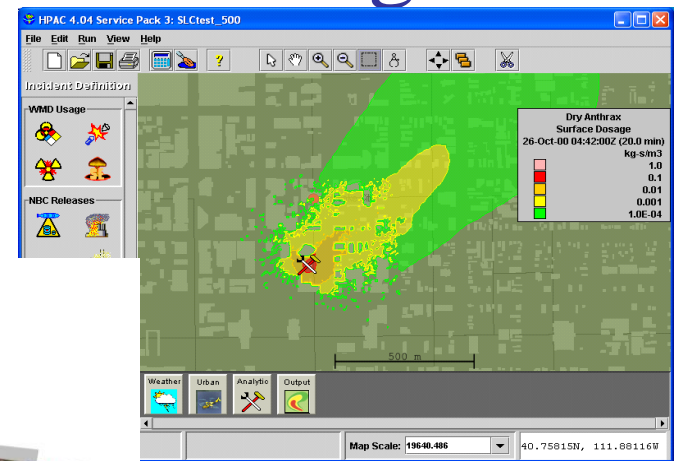 HPAC 4.04 Service Pack 3: SLCtest_500
File Edit Run View Help
?
Incident Definition
WMD Usage
NBC Releases
Dry Anthrax
Surface Dosage
26-Oct-00 04:42:00Z (20.0 min)
kg-s/m3
1.0
0.1
0.01
0.001
1.0E-04
500 m
Weather Urban Analytic Output
Map Scale: 19640.486
40.75815N, 111.88116W